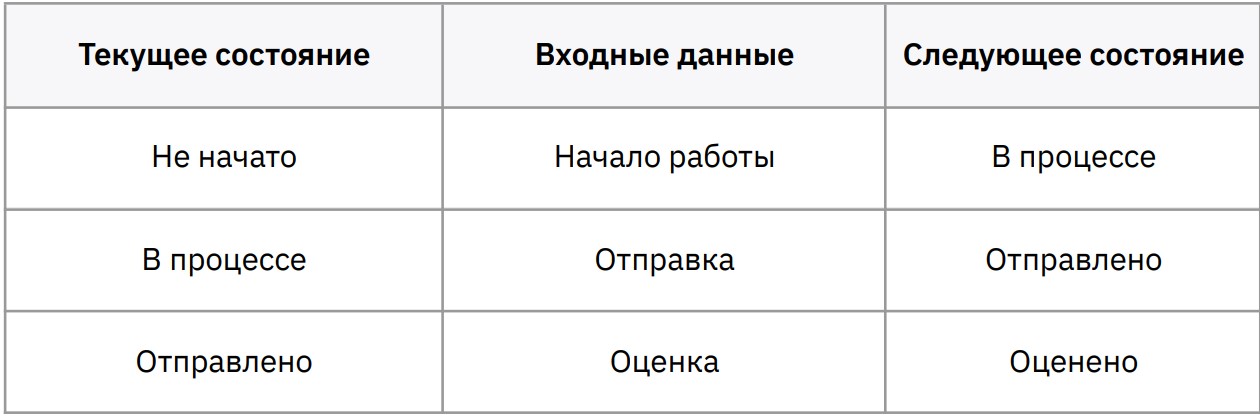 Текущее состояние Входные данные Следующее состояние
Не начато Начало работы В процессе
В процессе Отправка Отправлено
Отправлено Оценка Оценено